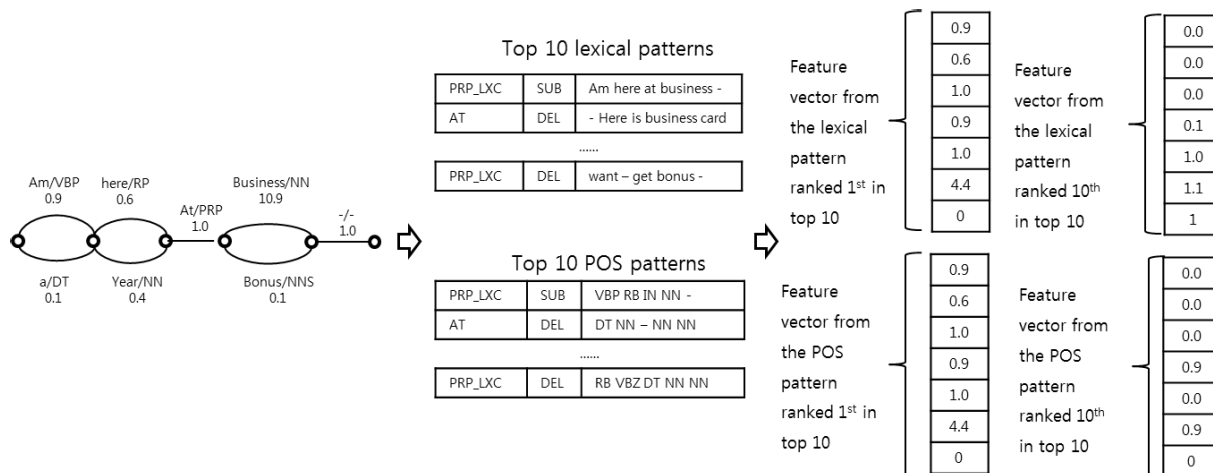 Am/VBP
0.9
here/RP
0.6
At/PRP
1.0
Business/NN
10.9
-/-
1.0
a/DT
0.1
Year/NN
0.4
Bonus/NNS
0.1
Top 10 lexical patterns
PRP_LXC SUB Am here at business -
AT DEL - Here is business card
......
PRP_LXC DEL want – get bonus -
Top 10 POS patterns
PRP_LXC SUB VBP RB IN NN -
AT DEL DT NN – NN NN
......
PRP_LXC DEL RB VBZ DT NN NN
Feature
vector from
the lexical
pattern
ranked 1st in
top 10
0.9
0.6
1.0
0.9
1.0
4.4
0
Feature
vector from
the lexical
pattern
ranked 10th
in top 10
0.0
0.0
0.0
0.1
1.0
1.1
1
Feature
vector from
the POS
pattern
ranked 1st in
top 10
0.9
0.6
1.0
0.9
1.0
4.4
0
Feature
vector from
the POS
pattern
ranked 10th
in top 10
0.0
0.0
0.0
0.9
0.0
0.9
0